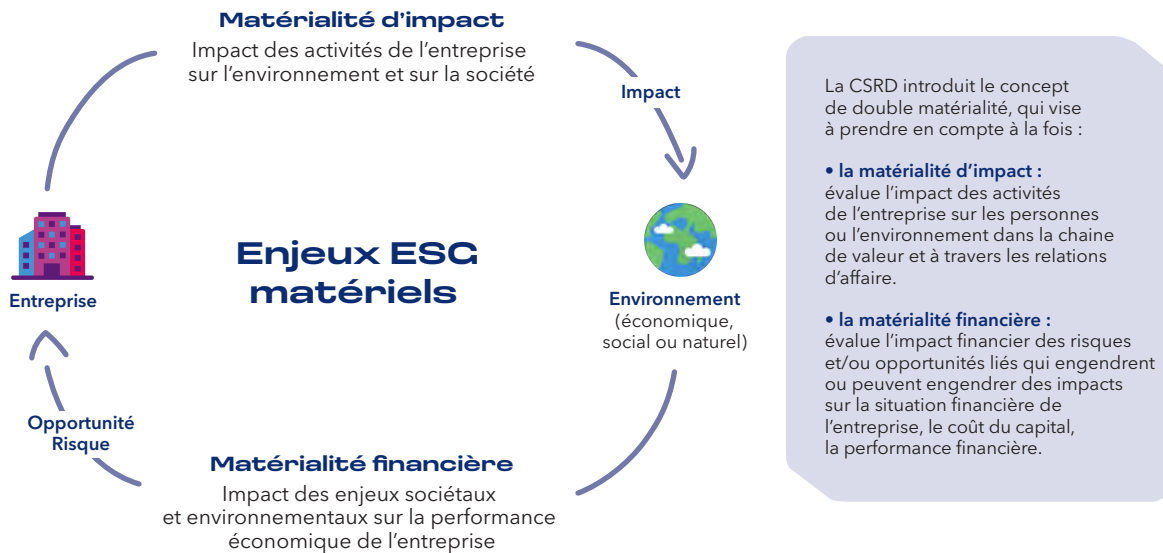 Matérialité d'impact
Impact des activités de l'entreprise
sur l'environnement et sur la société
Impact
Entreprise
Enjeux ESG
matériels
Environnement
(économique,
social ou naturel)
Opportunité
Risque
Matérialité financière
Impact des enjeux sociétaux
et environnementaux sur la performance
économique de l'entreprise
La CSRD introduit le concept
de double matérialité, qui vise
à prendre en compte à la fois :
• la matérialité d'impact :
évalue l'impact des activités
de l'entreprise sur les personnes
ou l'environnement dans la chaine
de valeur et à travers les relations
d'affaire.
• la matérialité financière :
évalue l'impact financier des risques
et/ou opportunités liés qui engendrent
ou peuvent engendrer des impacts
sur la situation financière de
l'entreprise, le coût du capital,
la performance financière.